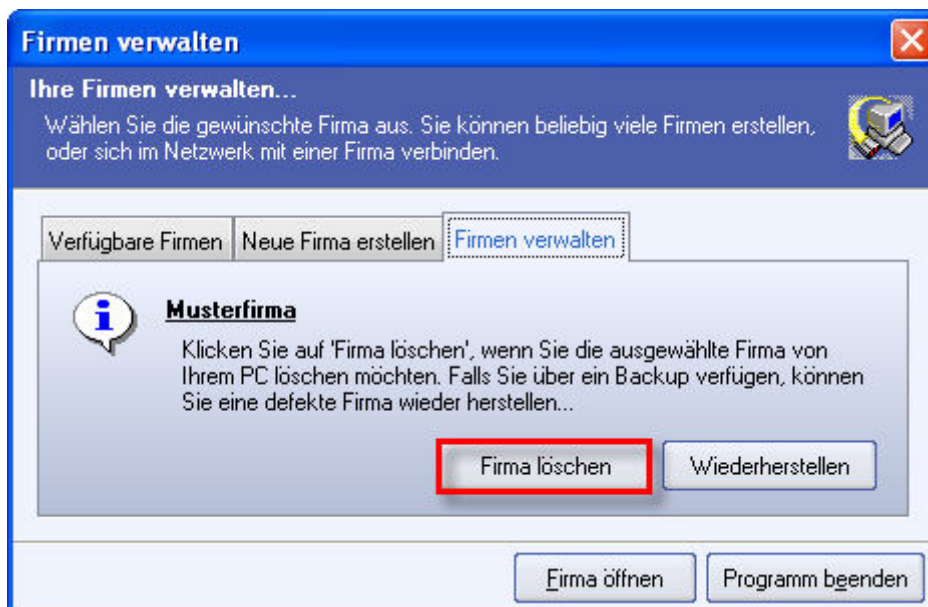 Firmen verwalten
Ihre Firmen verwalten...
Wählen Sie die gewünschte Firma aus. Sie können beliebig viele Firmen erstellen,
oder sich im Netzwerk mit einer Firma verbinden.
Verfügbare Firmen
Neue Firma erstellen
Firmen verwalten
Musterfirma
Klicken Sie auf 'Firma löschen', wenn Sie die ausgewählte Firma von
Ihrem PC löschen möchten. Falls Sie über ein Backup verfügen, können
Sie eine defekte Firma wieder herstellen...
Firma löschen
Wiederherstellen
Firma öffnen
Programm beenden